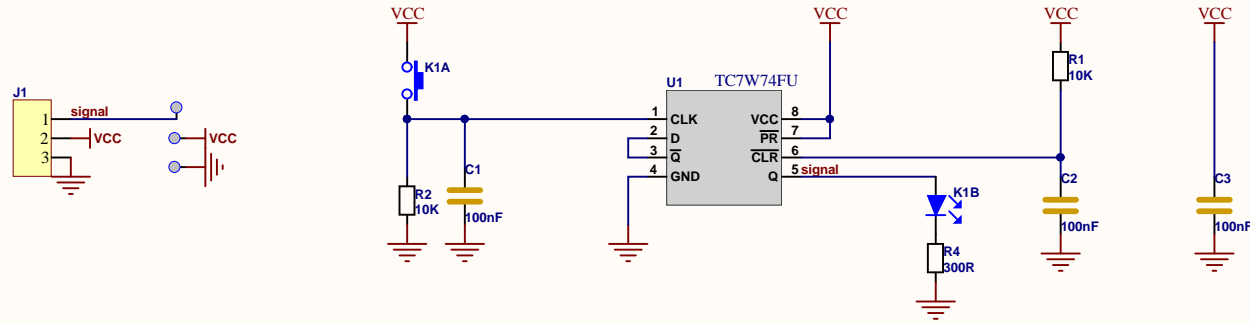 VCC
VCC
VCC
VCC
K1A
R1
10K
U1
TC7W74FU
J1
signal
1
2
3
VCC
VCC
1
2
3
4
CLK
D
Q
GND
VCC
PR
CLR
Q
8
7
6
5
signal
R2
10K
C1
100nF
K1B
R4
300R
C2
100nF
C3
100nF